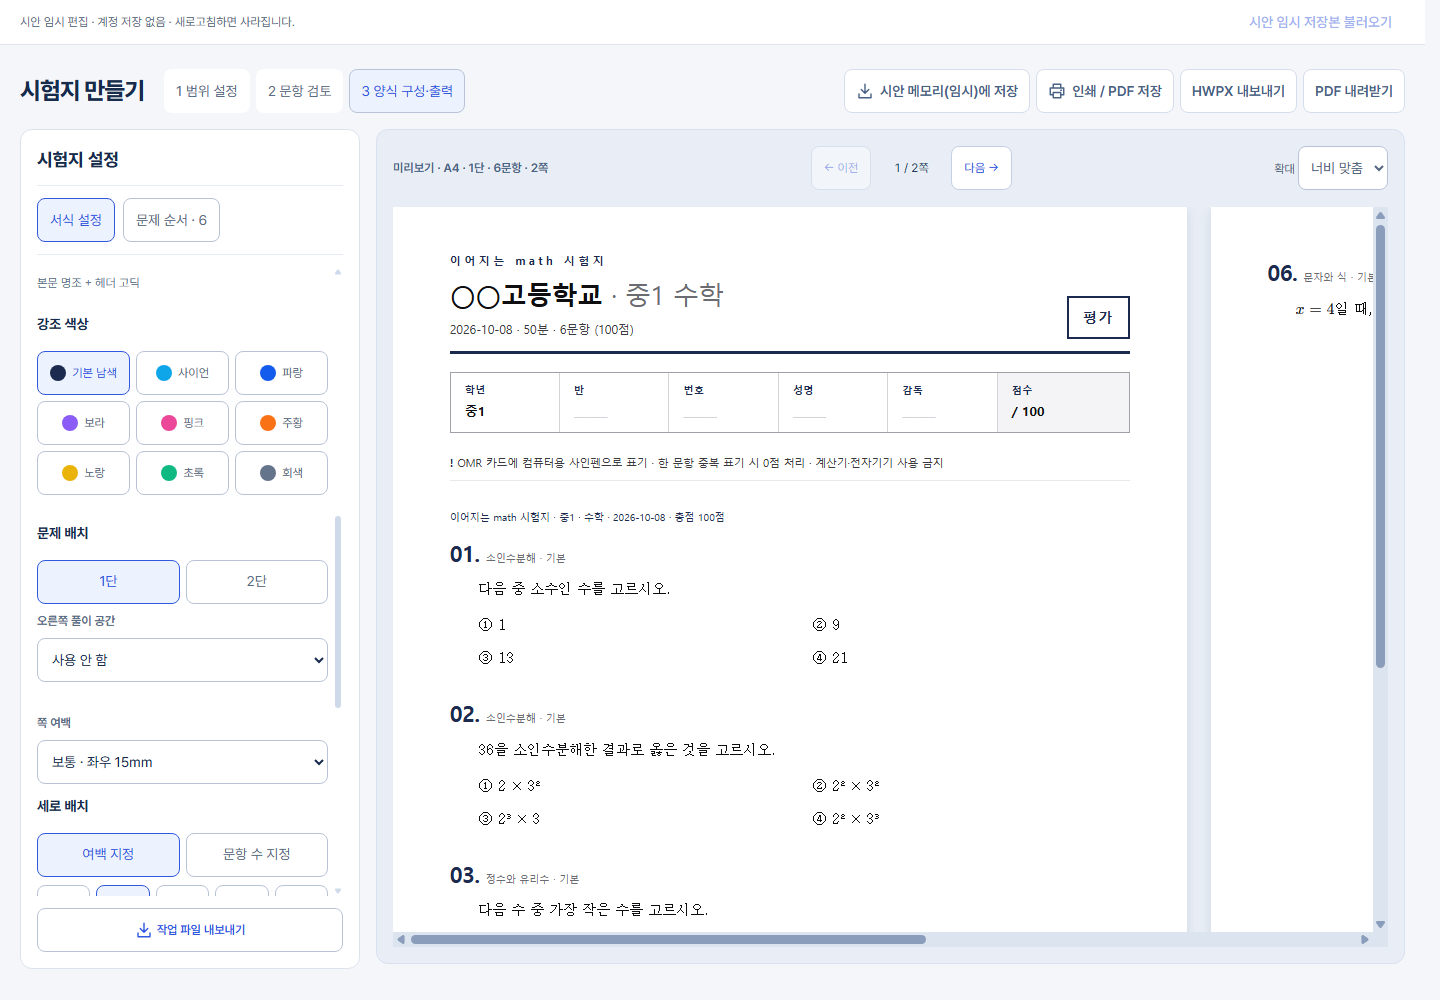 시안 임시 편집 · 계정 저장 없음 · 새로고침하면 사라집니다.
시안 임시 저장본 불러오기
시험지 만들기
1 범위 설정
2 문항 검토
3 양식 구성·출력
시안 메모리(임시)에 저장
인쇄 / PDF 저장
HWPX 내보내기
PDF 내려받기
시험지 설정
서식 설정
문제 순서 · 6
본문 명조 + 헤더 고딕
강조 색상
기본 남색
사이언
파랑
보라
핑크
주황
노랑
초록
회색
문제 배치
1단
2단
오른쪽 풀이 공간
사용 안 함
쪽 여백
보통 · 좌우 15mm
세로 배치
여백 지정
문항 수 지정
작업 파일 내보내기
미리보기 · A4 · 1단 · 6문항 · 2쪽
← 이전
1 / 2쪽
다음 →
확대
너비 맞춤
이어지는 math 시험지
○○고등학교 · 중1 수학
2026-10-08 · 50분 · 6문항 (100점)
평가
학년
중1
반
번호
성명
감독
점수
/ 100
! OMR 카드에 컴퓨터용 사인펜으로 표기 · 한 문항 중복 표기 시 0점 처리 · 계산기·전자기기 사용 금지
이어지는 math 시험지 · 중1 · 수학 · 2026-10-08 · 총점 100점
01. 소인수분해 · 기본
다음 중 소수인 수를 고르시오.
① 1
② 9
③ 13
④ 21
02. 소인수분해 · 기본
36을 소인수분해한 결과로 옳은 것을 고르시오.
① 2 × 3²
② 2² × 3²
③ 2³ × 3
④ 2² × 3³
03. 정수와 유리수 · 기본
다음 수 중 가장 작은 수를 고르시오.
06. 문자와 식 · 기본
x = 4일 때,